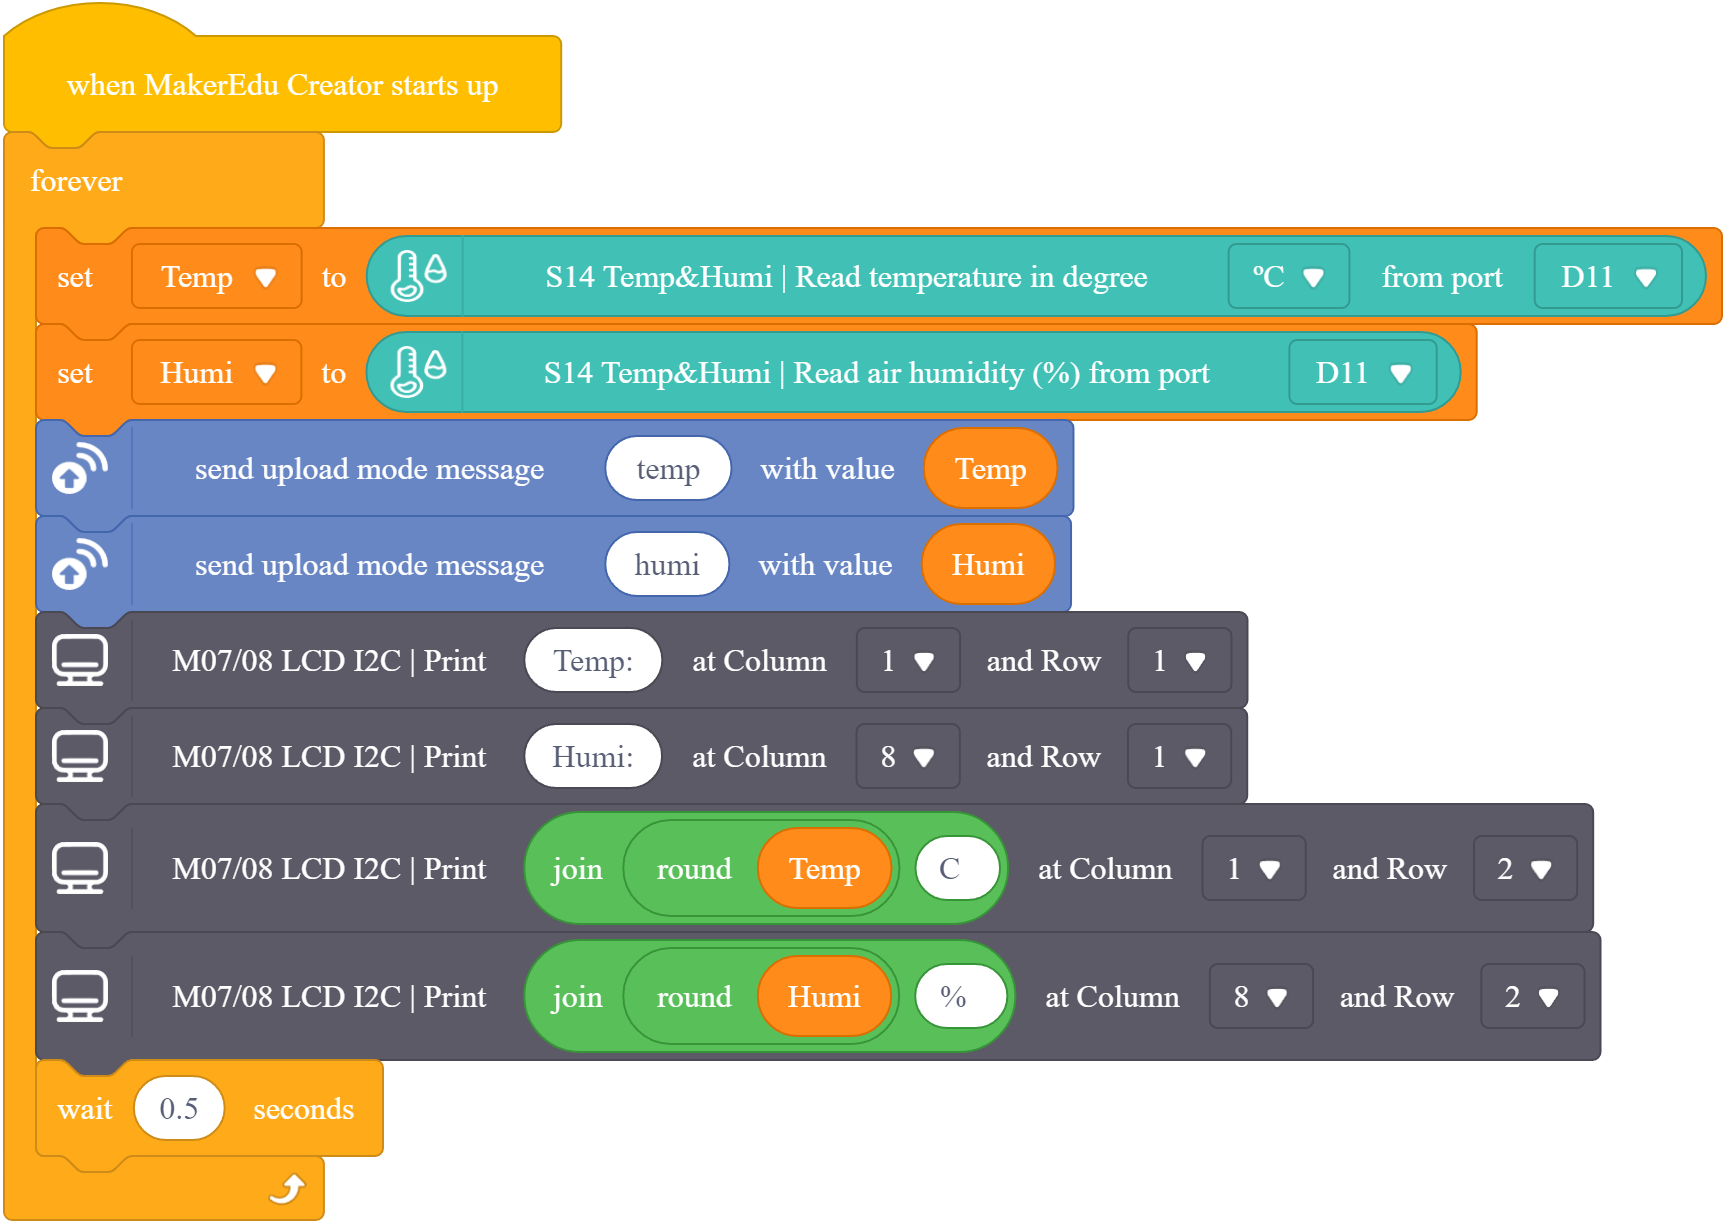 when MakerEdu Creator starts up
forever
set Temp to S14 Temp&Humi | Read temperature in degree ºC from port D11
set Humi to S14 Temp&Humi | Read air humidity (%) from port D11
send upload mode message temp with value Temp
send upload mode message humi with value Humi
M07/08 LCD I2C | Print Temp: at Column 1 and Row 1
M07/08 LCD I2C | Print Humi: at Column 8 and Row 1
M07/08 LCD I2C | Print join round Temp C at Column 1 and Row 2
M07/08 LCD I2C | Print join round Humi % at Column 8 and Row 2
wait 0.5 seconds